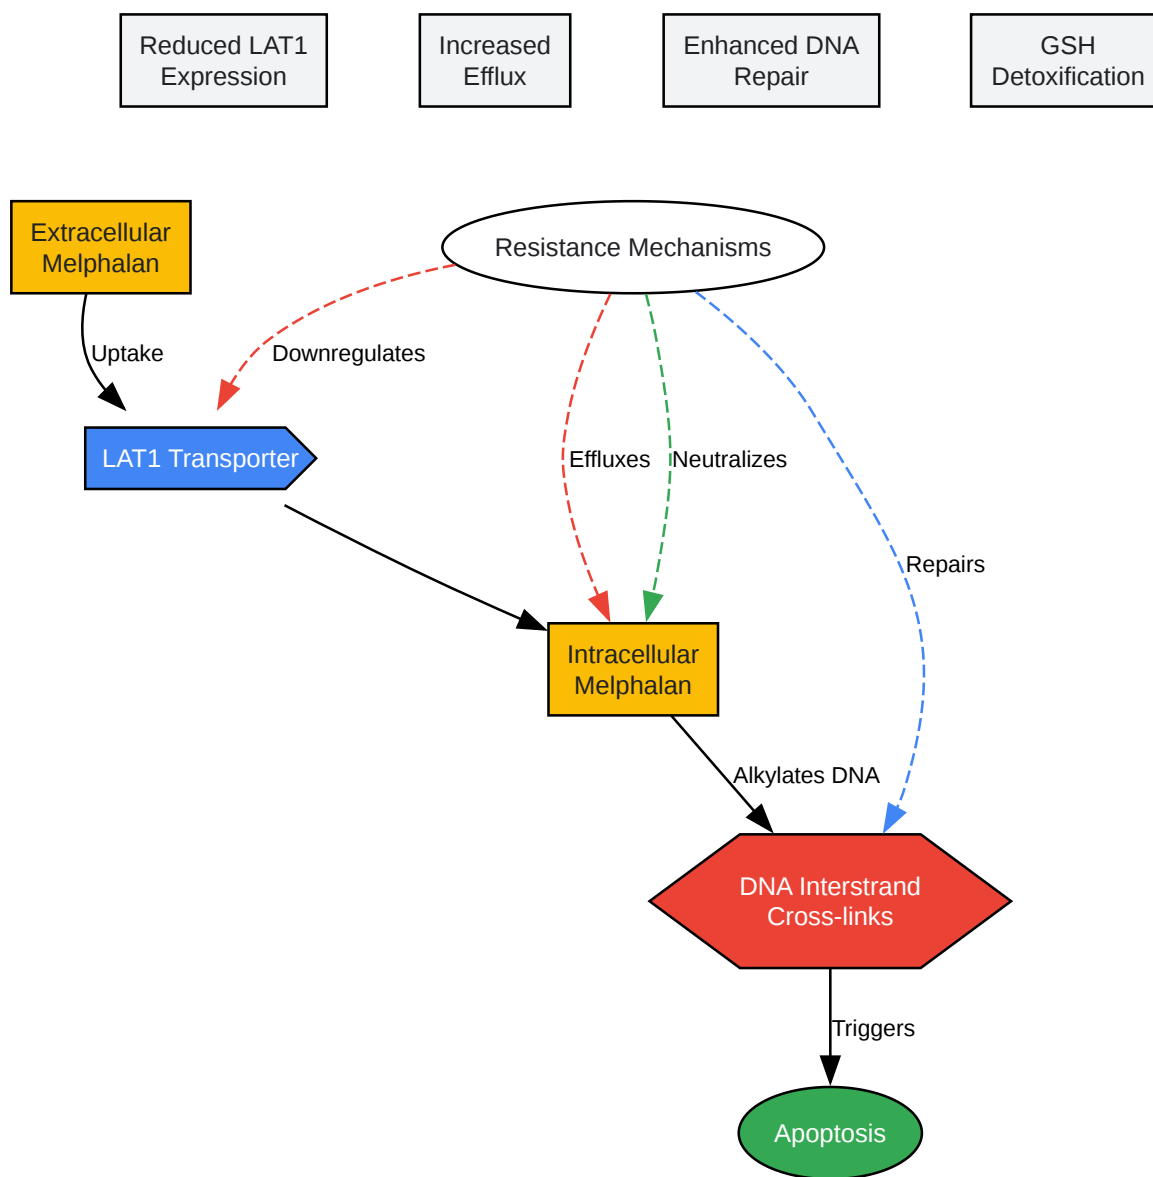 Reduced LAT1
Expression
Increased
Efflux
Enhanced DNA
Repair
GSH
Detoxification
Extracellular
Melphalan
Resistance Mechanisms
Uptake
Downregulates
LAT1 Transporter
Effluxes
Neutralizes
Repairs
Intracellular
Melphalan
Alkylates DNA
DNA Interstrand
Cross-links
Triggers
Apoptosis